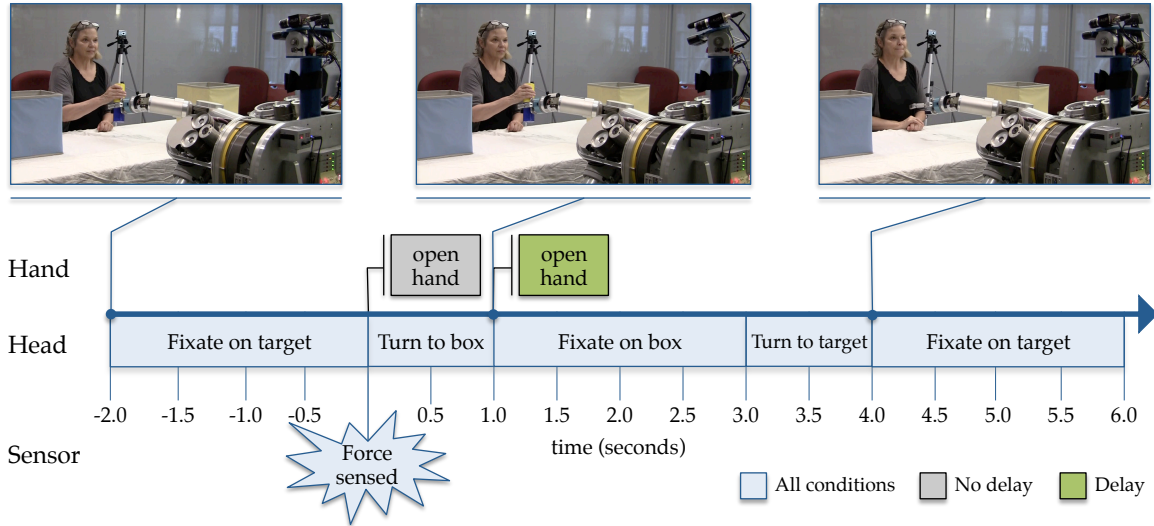 Hand
open
hand
open
hand
Head
Fixate on target
Turn to box
Fixate on box
Turn to target
Fixate on target
-2.0 -1.5 -1.0 -0.5 0.5 1.0 1.5 2.0 2.5 3.0 3.5 4.0 4.5 5.0 5.5 6.0
time (seconds)
Sensor
Force
sensed
All conditions
No delay
Delay